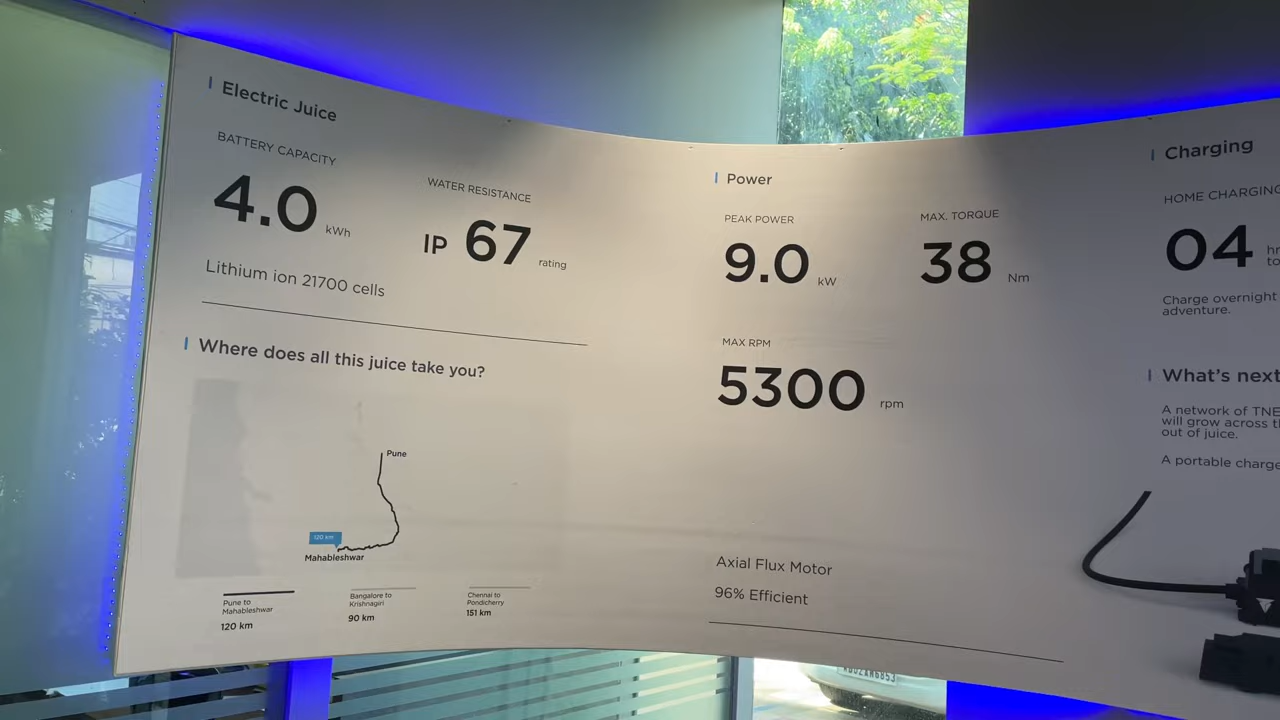 Electric Juice
BATTERY CAPACITY
4.0 kWh
WATER RESISTANCE
IP 67 rating
Lithium ion 21700 cells
Where does all this juice take you?
Pune
120 km
Mahableshwar
Pune to
Mahableshwar
120 km
Bangalore to
Krishnagiri
90 km
Chennai to
Pondicherry
151 km
Power
PEAK POWER
9.0 kW
MAX. TORQUE
38 Nm
MAX RPM
5300 rpm
Axial Flux Motor
96% Efficient
Charging
HOME CHARGING
04 hr
to
Charge overnight
adventure.
What's next
A network of TNE
will grow across t
out of juice.
A portable charge